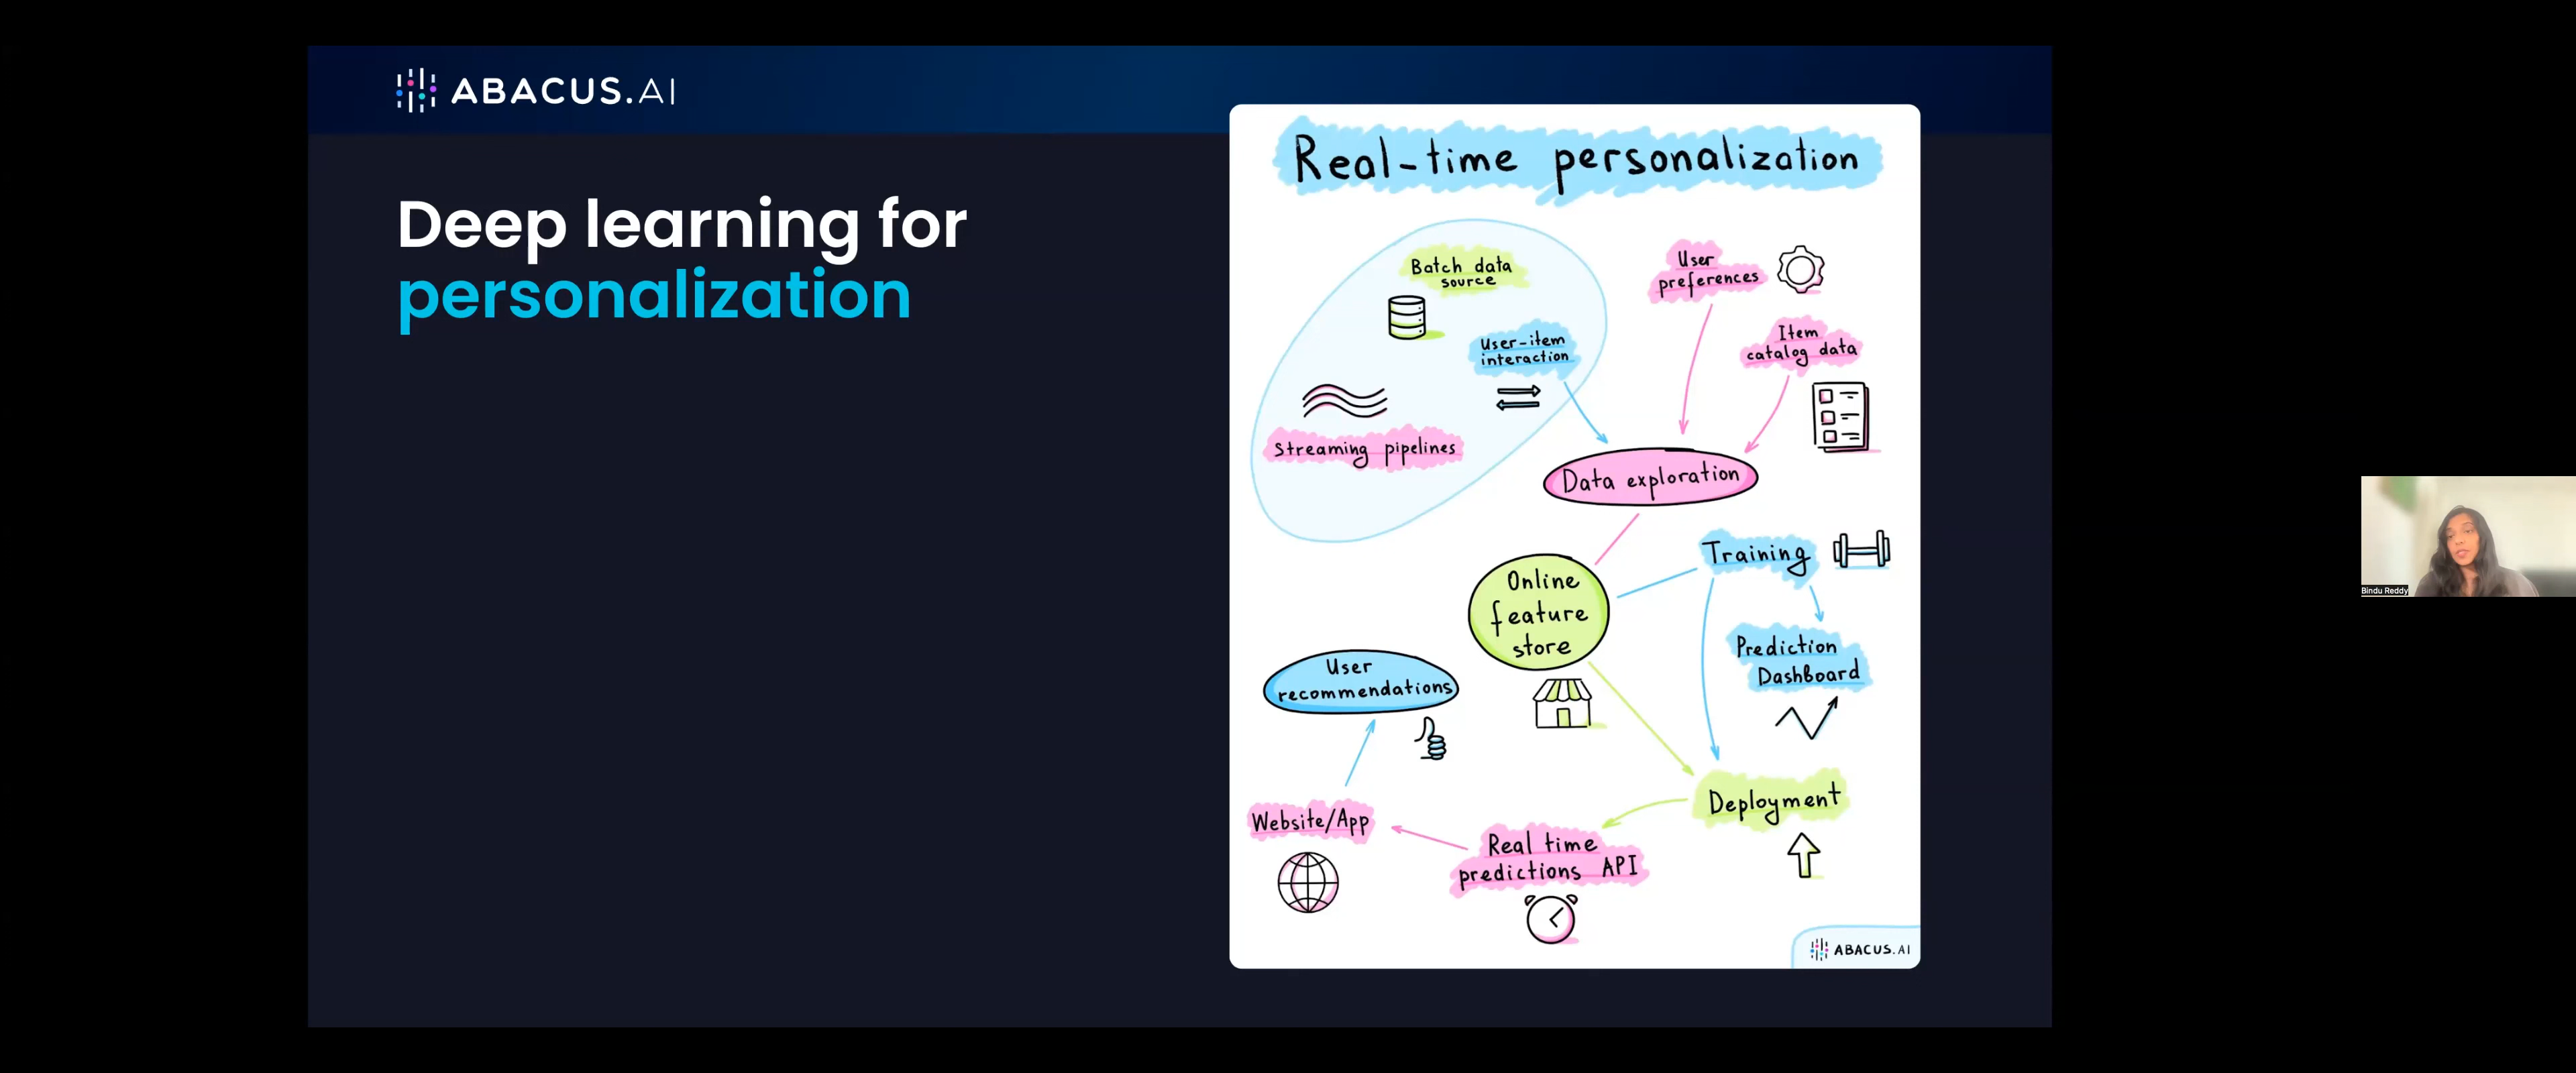 ABACUS.AI
Deep learning for
personalization
Real-time personalization
Batch data
source
User-item
interaction
Streaming pipelines
User
preferences
Item
catalog data
Data exploration
Online
feature
store
Training
Prediction
Dashboard
User
recommendations
Deployment
Website/App
Real time
predictions API
ABACUS.AI
Bindu Reddy